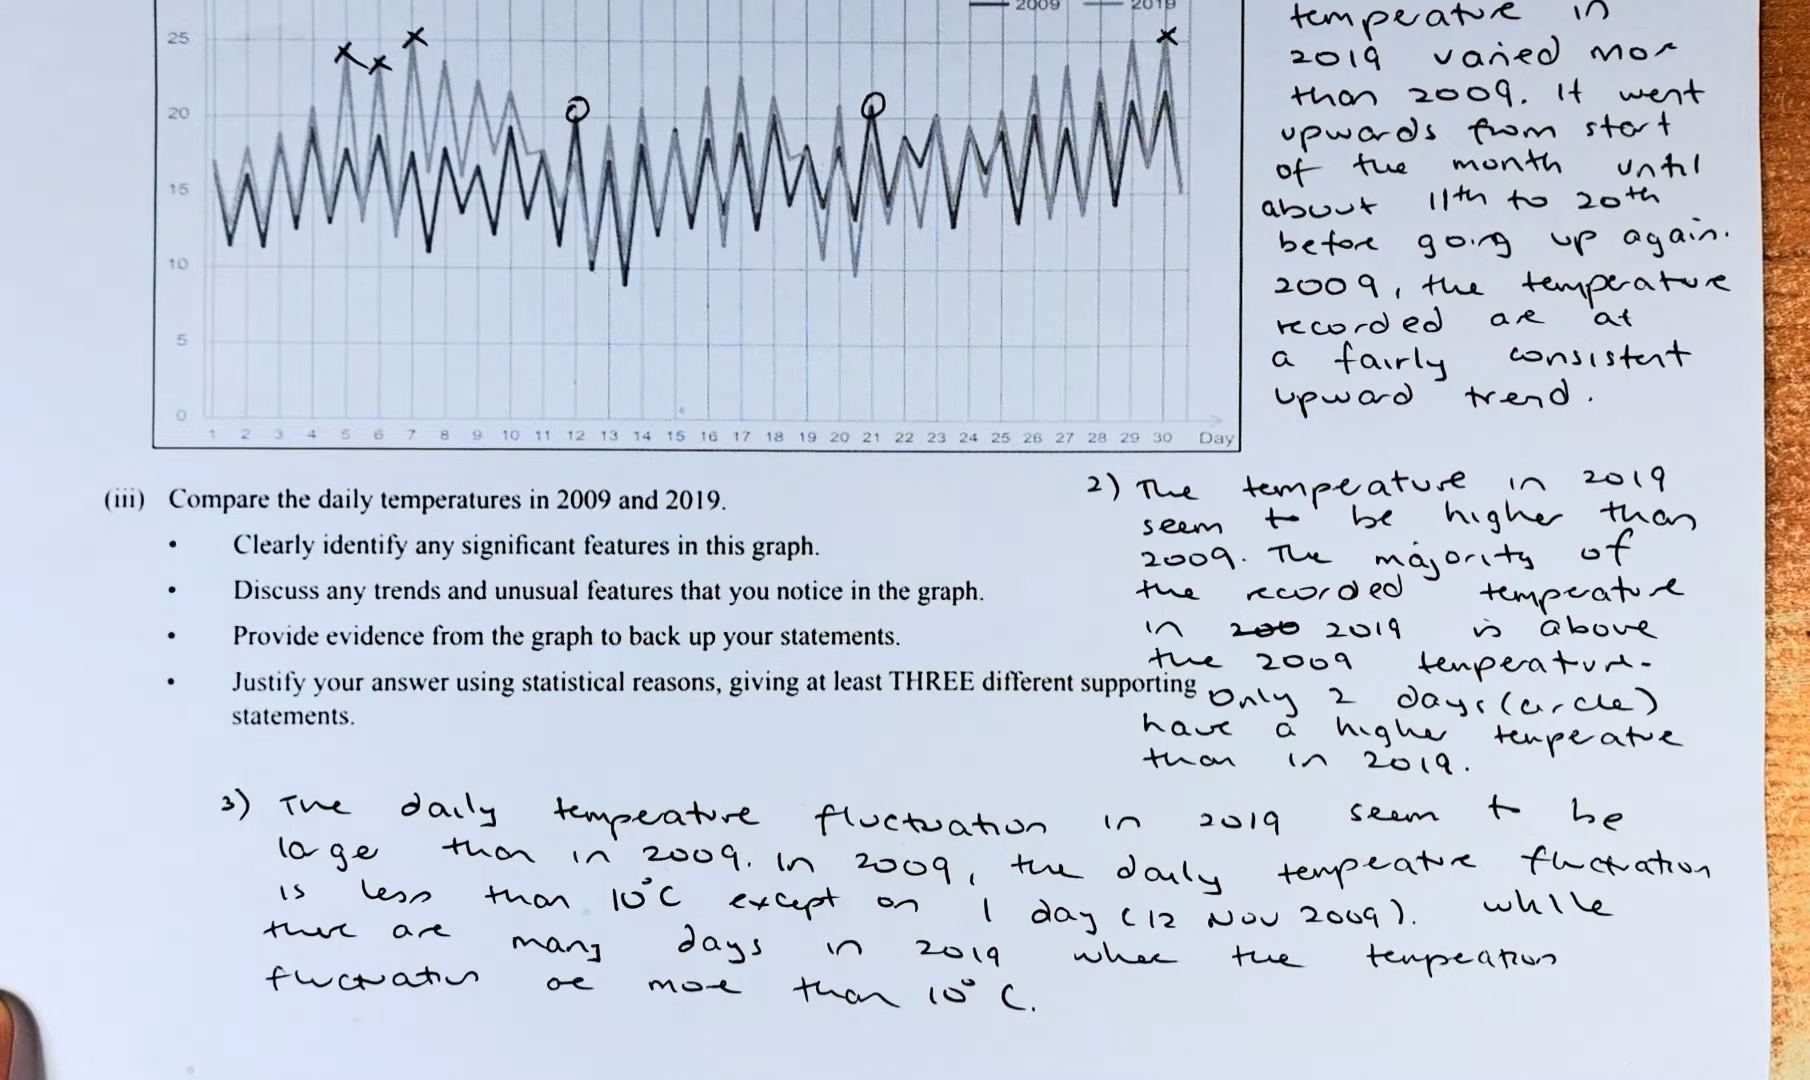 2009 2019
temperature in
2019 varied mor
than 2009. It went
upwards from start
of the month until
about 11th to 20th
before going up again.
2009, the temperature
recorded are at
a fairly consistent
upward trend.
25
20
15
10
5
0
1 2 3 4 5 6 7 8 9 10 11 12 13 14 15 16 17 18 19 20 21 22 23 24 25 26 27 28 29 30 Day
(iii) Compare the daily temperatures in 2009 and 2019.
• Clearly identify any significant features in this graph.
• Discuss any trends and unusual features that you notice in the graph.
• Provide evidence from the graph to back up your statements.
• Justify your answer using statistical reasons, giving at least THREE different supporting
statements.
2) The temperature in 2019
seem to be higher than
2009. The majority of
the recorded temperature
in 200 2019 is above
the 2009 temperature.
Only 2 days (circle)
have a higher temperature
than in 2019.
3) The daily temperature fluctuation in 2019 seem to be
large than in 2009. In 2009, the daily temperature fluctuation
is less than 10°C except on 1 day (12 Nov 2009). while
there are many days in 2019 where the temperature
fluctuation are more than 10°C.